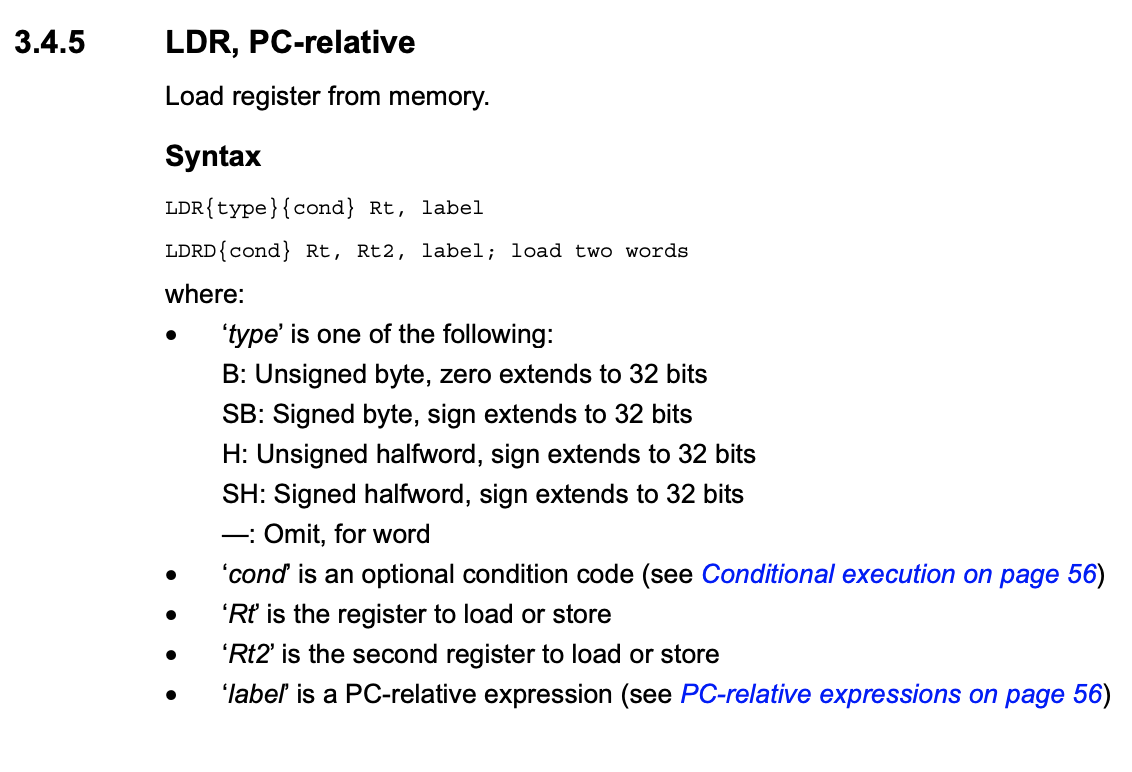 3.4.5 LDR, PC-relative
Load register from memory.
Syntax
LDR{type}{cond} Rt, label
LDRD{cond} Rt, Rt2, label; load two words
where:
• ‘type’ is one of the following:
B: Unsigned byte, zero extends to 32 bits
SB: Signed byte, sign extends to 32 bits
H: Unsigned halfword, sign extends to 32 bits
SH: Signed halfword, sign extends to 32 bits
—: Omit, for word
• ‘cond’ is an optional condition code (see Conditional execution on page 56)
• ‘Rt’ is the register to load or store
• ‘Rt2’ is the second register to load or store
• ‘label’ is a PC-relative expression (see PC-relative expressions on page 56)